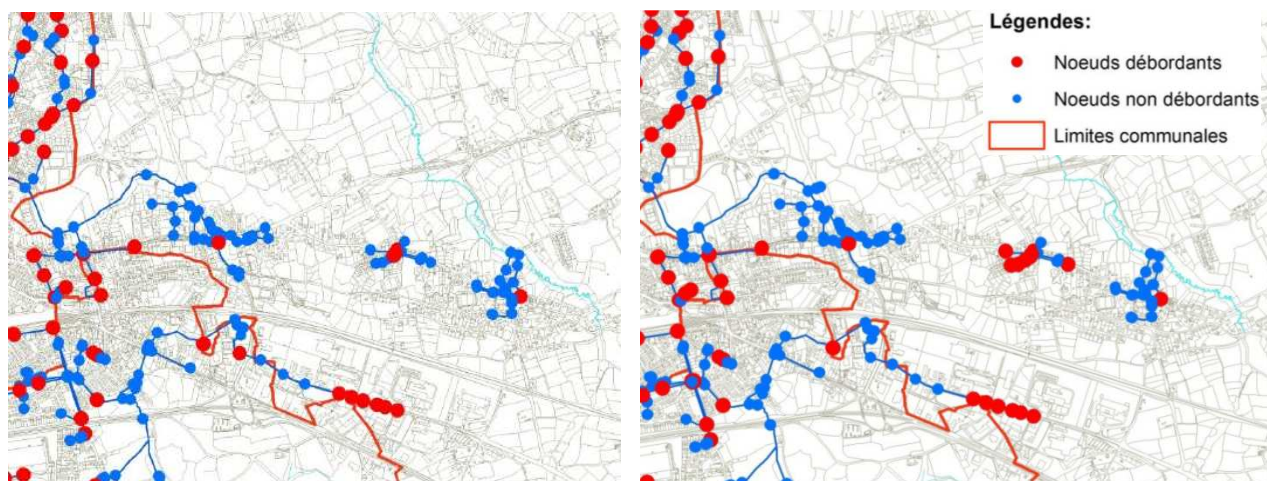 Légendes:
Noeuds débordants
Noeuds non débordants
Limites communales